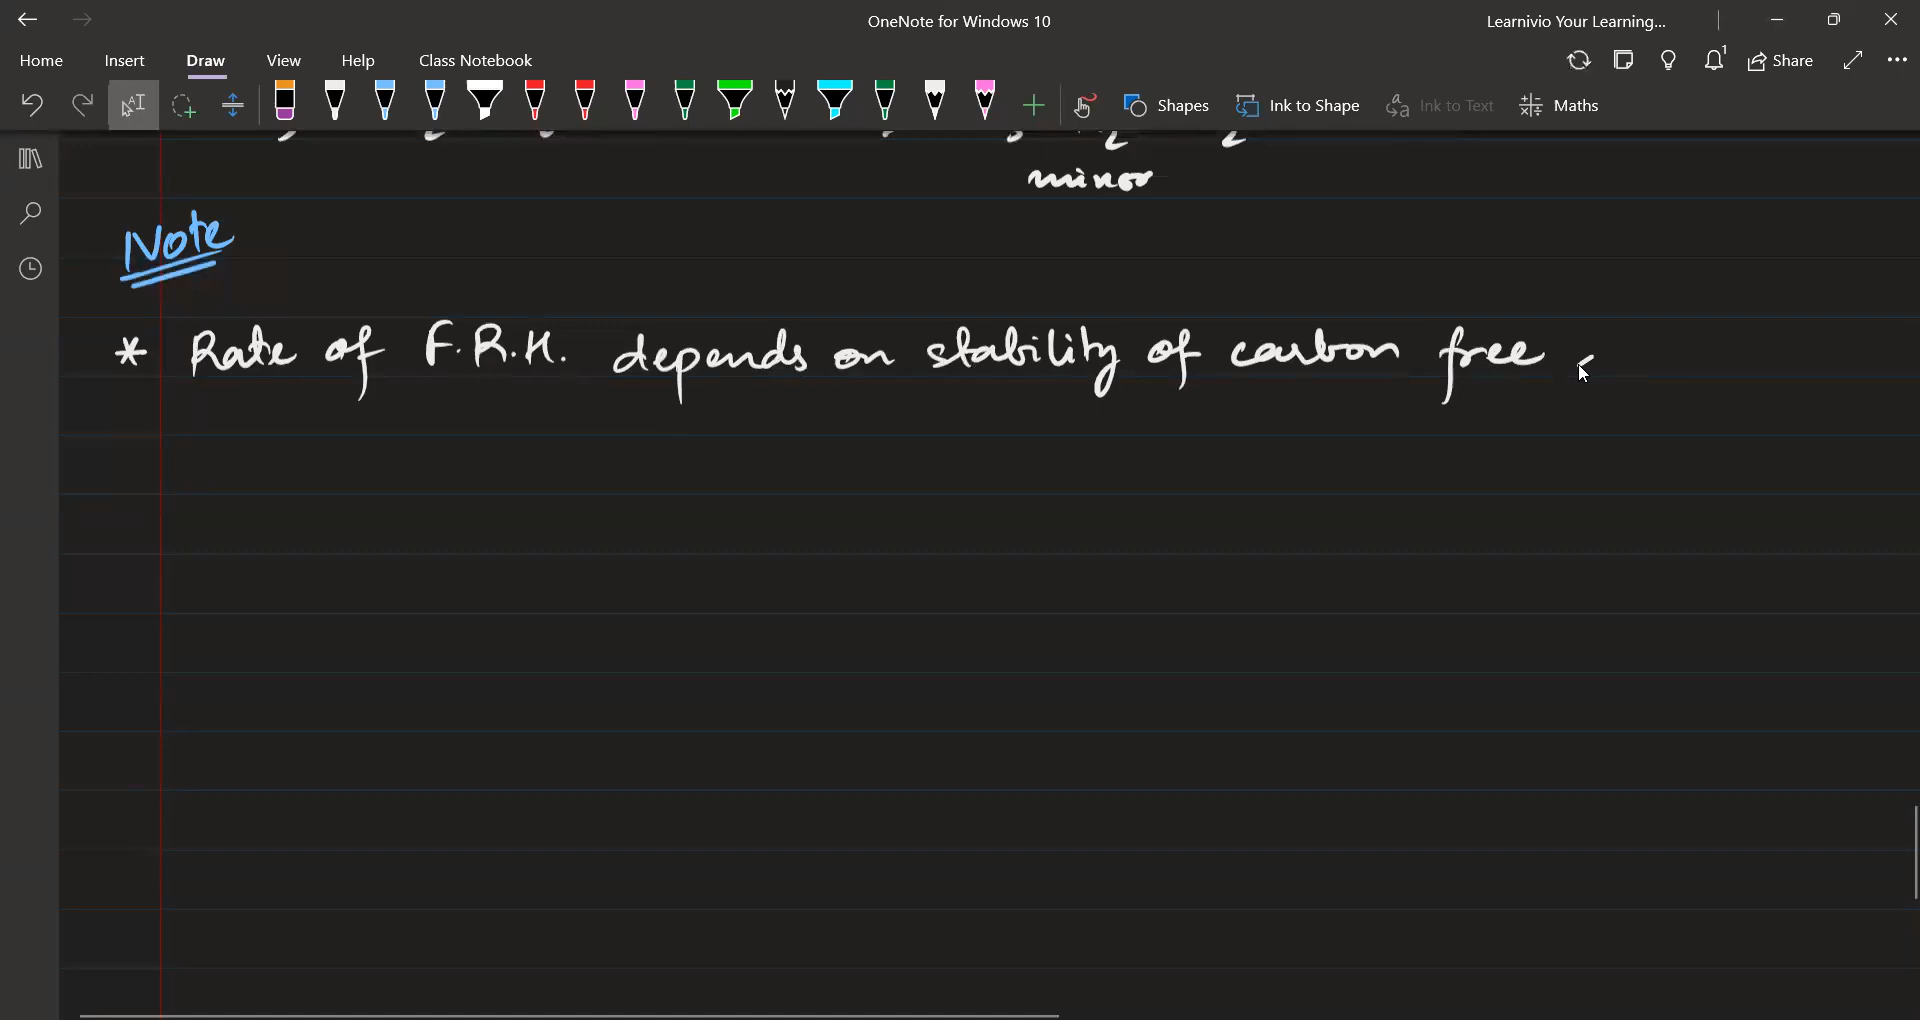 OneNote for Windows 10
Learnivio Your Learning...
Home Insert Draw View Help Class Notebook
1 Share
Shapes Ink to Shape Ink to Text Maths
minor
Note
* Rate of F.R.H. depends on stability of carbon free